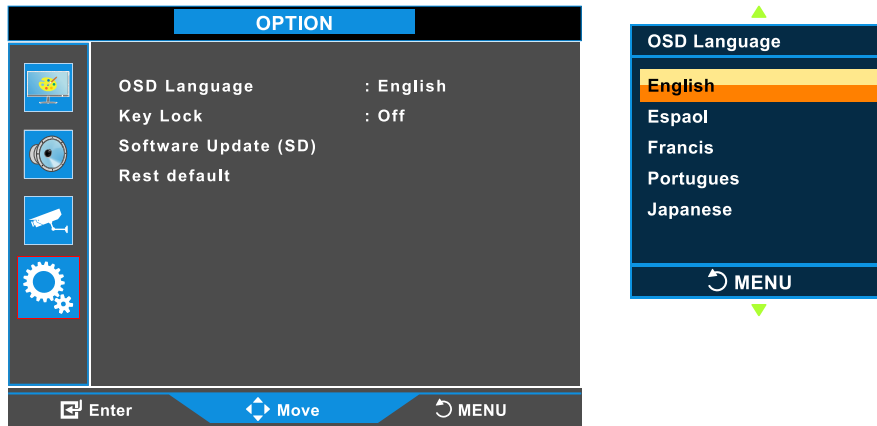 OPTION
OSD Language : English
Key Lock : Off
Software Update (SD)
Rest default
Enter Move MENU
OSD Language
English
Espaol
Francis
Portugues
Japanese
MENU